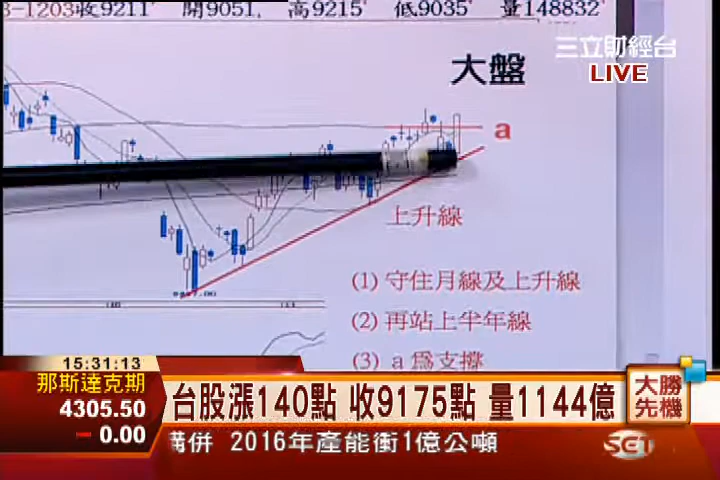 3-1203收9211 開9051, 高9215 低9035 量148832
三立財經台
LIVE
大盤
a
上升線
(1) 守住月線及上升線
(2) 再站上半年線
(3) a 為支撐
15:31:13
那斯達克期
4305.50
－0.00
台股漲140點 收9175點 量1144億
大勝
先機
併 2016年產能衝1億公噸
SET